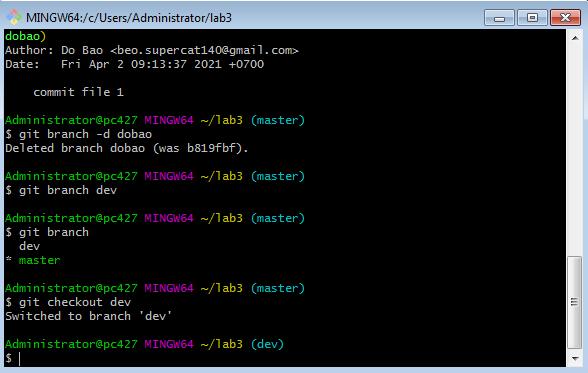 MINGW64:/c/Users/Administrator/lab3
dobao)
Author: Do Bao <beo.supercat140@gmail.com>
Date:   Fri Apr 2 09:13:37 2021 +0700
    commit file 1
Administrator@pc427 MINGW64 ~/lab3 (master)
$ git branch -d dobao
Deleted branch dobao (was b819fbf).
Administrator@pc427 MINGW64 ~/lab3 (master)
$ git branch dev
Administrator@pc427 MINGW64 ~/lab3 (master)
$ git branch
  dev
* master
Administrator@pc427 MINGW64 ~/lab3 (master)
$ git checkout dev
Switched to branch 'dev'
Administrator@pc427 MINGW64 ~/lab3 (dev)
$